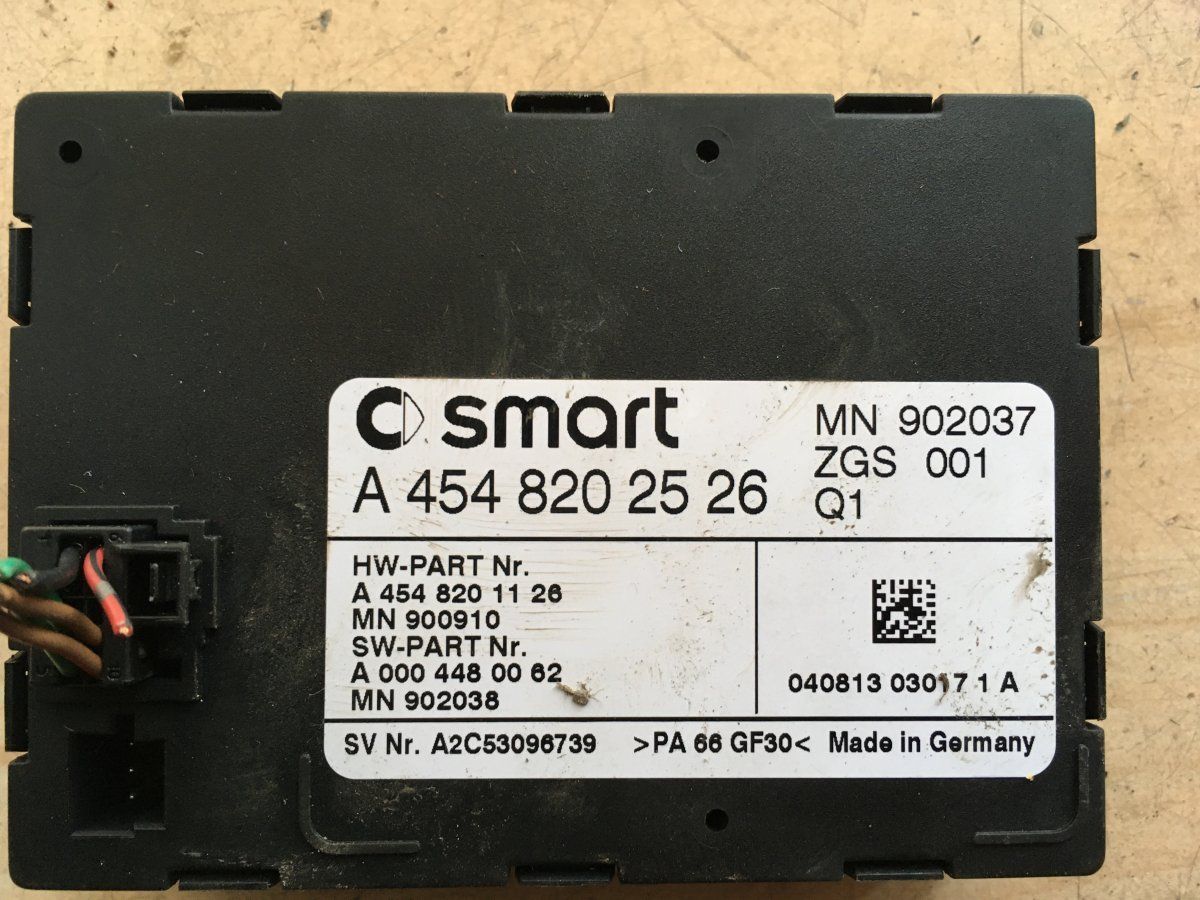 smart
A 454 820 25 26
MN 902037
ZGS 001
Q1
HW-PART Nr.
A 454 820 11 26
MN 900910
SW-PART Nr.
A 000 448 00 62
MN 902038
040813 03017 1 A
SV Nr. A2C53096739 >PA 66 GF30< Made in Germany